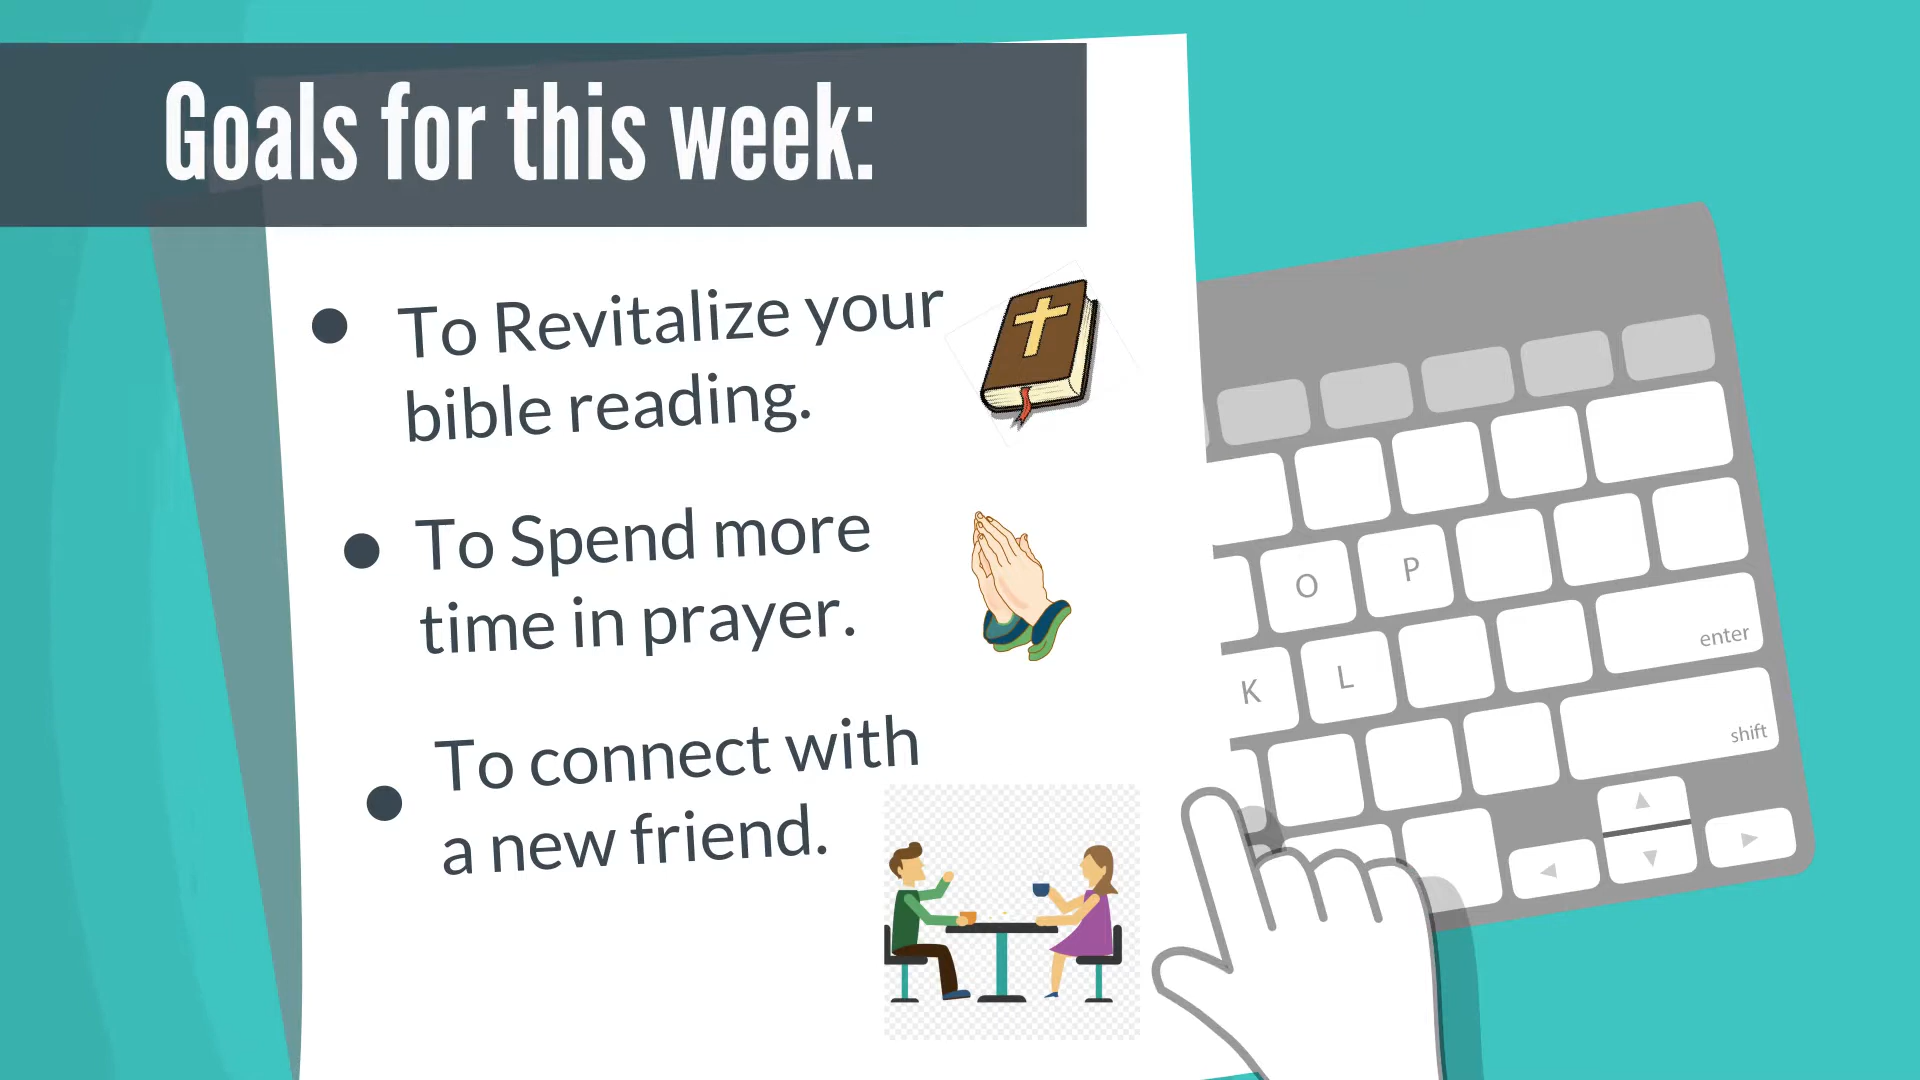 Goals for this week:
To Revitalize your
bible reading.
To Spend more
time in prayer.
To connect with
a new friend.
O P
enter
K L
shift